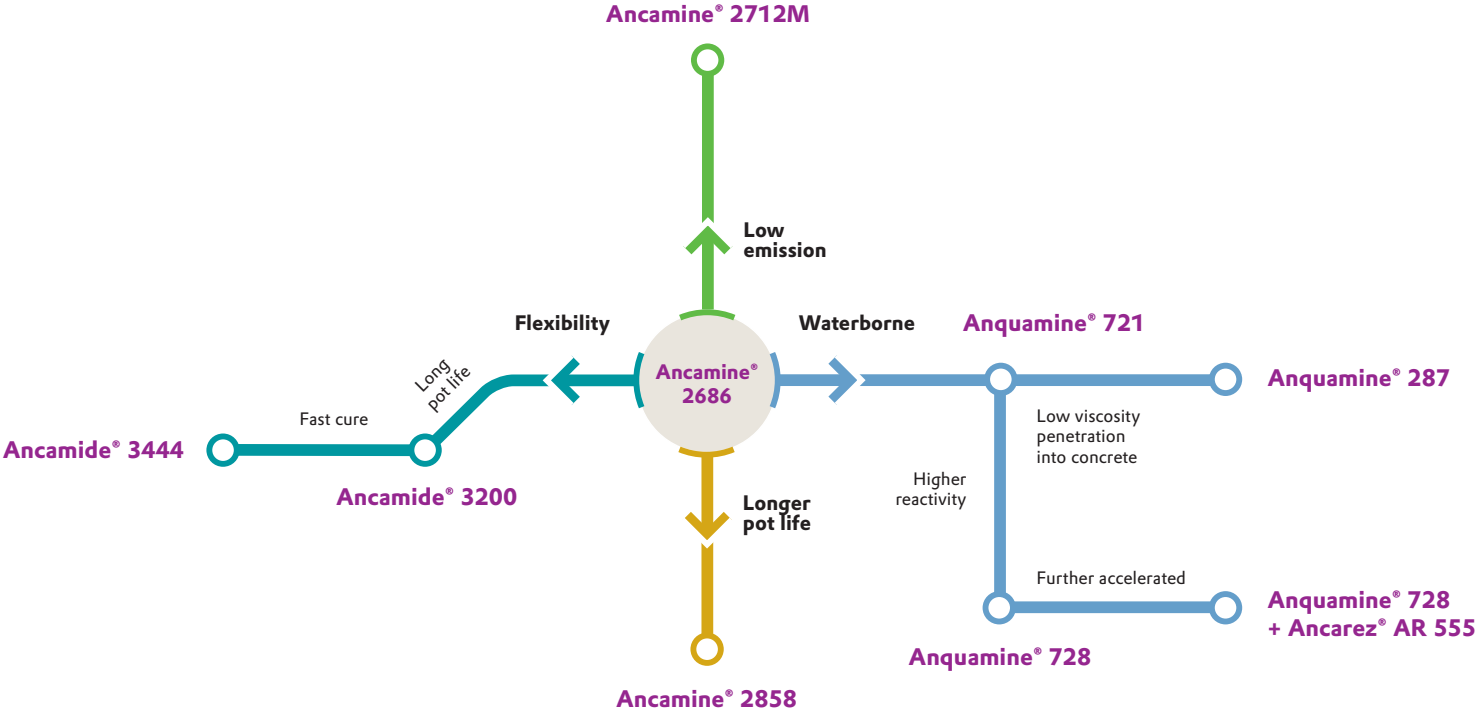 Ancamine® 2712M
Low
emission
Flexibility
Waterborne
Anquamine® 721
Long
pot life
Ancamine®
2686
Anquamine® 287
Fast cure
Low viscosity
penetration
into concrete
Ancamide® 3444
Ancamide® 3200
Higher
reactivity
Longer
pot life
Further accelerated
Anquamine® 728
+ Ancarez® AR 555
Anquamine® 728
Ancamine® 2858